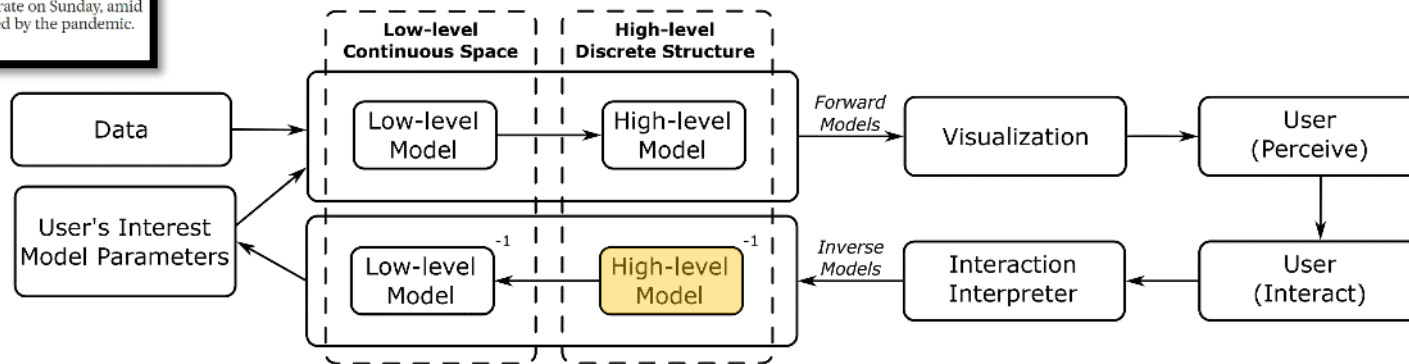 rate on Sunday, amid
ed by the pandemic.
Low-level
Continuous Space
High-level
Discrete Structure
Data
Low-level
Model
High-level
Model
Forward
Models
Visualization
User
(Perceive)
User's Interest
Model Parameters
Low-level
Model
-1
High-level
Model
-1
Inverse
Models
Interaction
Interpreter
User
(Interact)